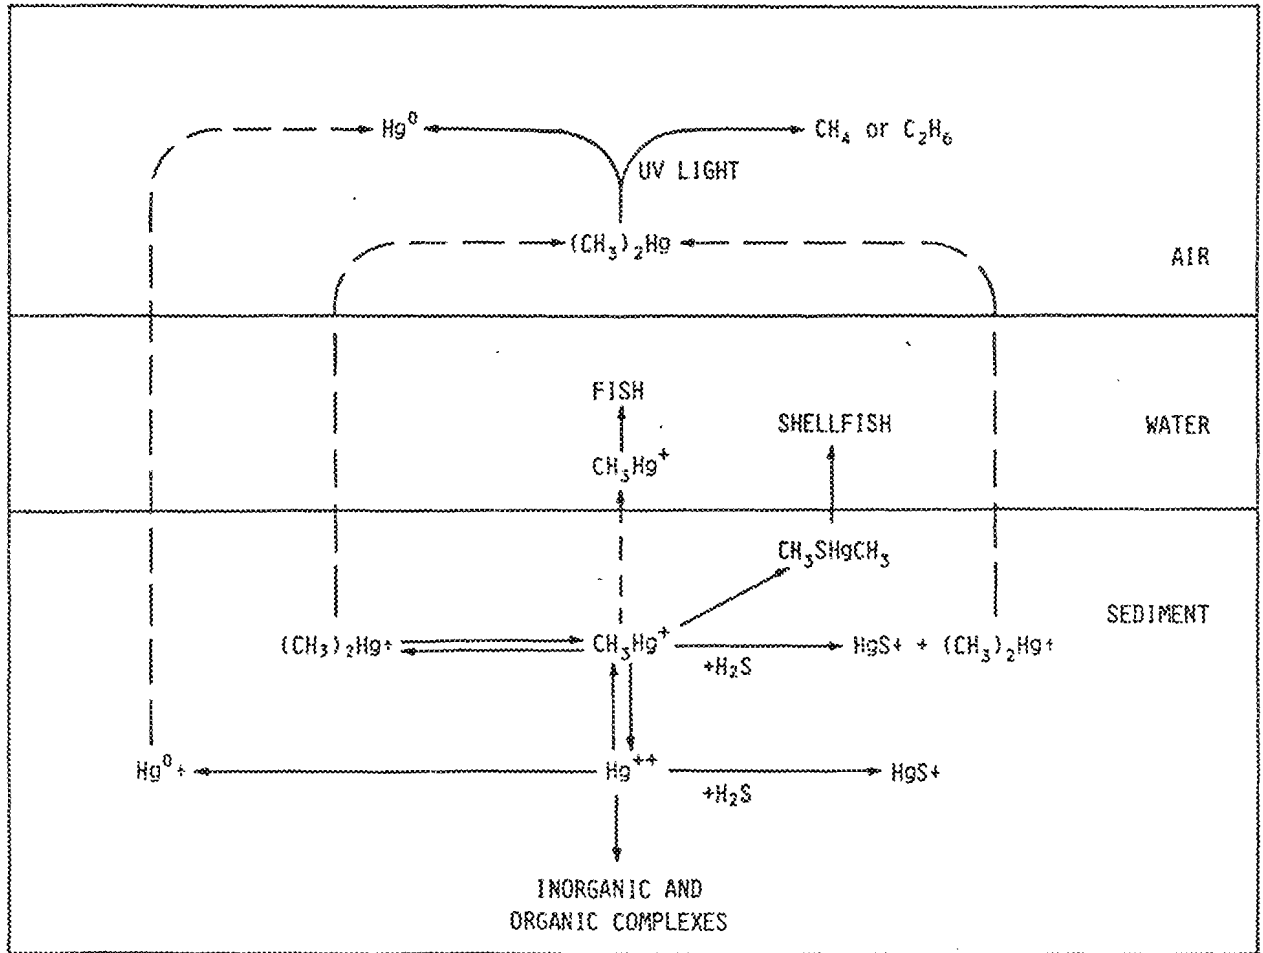 Hg⁰
CH₄ or C₂H₆
UV LIGHT
(CH₃)₂Hg
AIR
FISH
SHELLFISH
WATER
CH₃Hg⁺
CH₃SHgCH₃
SEDIMENT
(CH₃)₂Hg↑
CH₃Hg⁺
HgS↓ + (CH₃)₂Hg↑
+H₂S
Hg⁰↑
Hg⁺⁺
HgS↓
+H₂S
INORGANIC AND
ORGANIC COMPLEXES